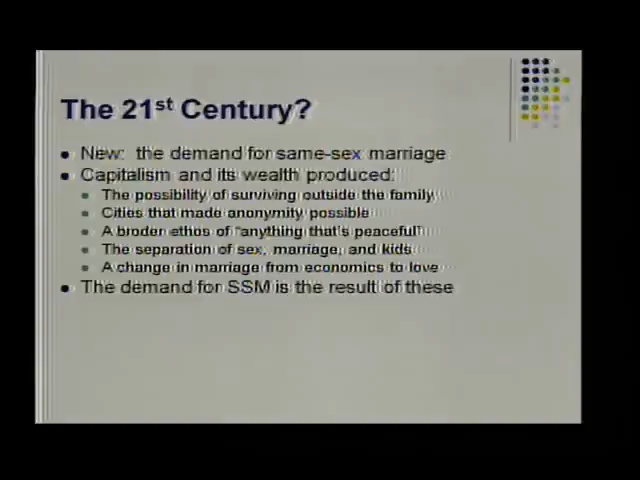 The 21st Century?
New: the demand for same-sex marriage
Capitalism and its wealth produced:
The possibility of surviving outside the family
Cities that made anonymity possible
A broder ethos of "anything that's peaceful"
The separation of sex, marriage, and kids
A change in marriage from economics to love
The demand for SSM is the result of these